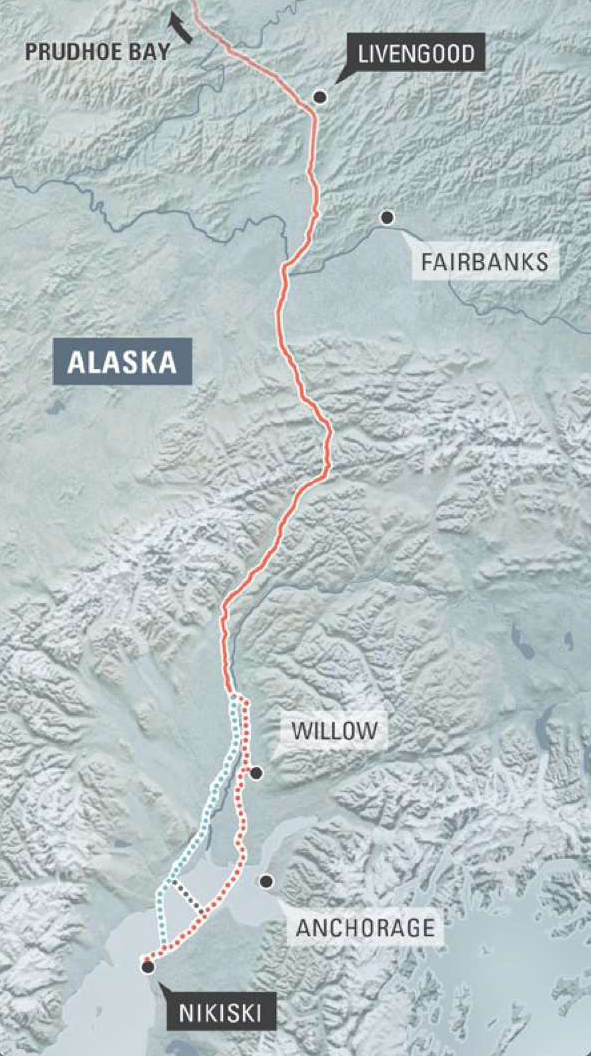 PRUDHOE BAY
LIVENGOOD
FAIRBANKS
ALASKA
WILLOW
ANCHORAGE
NIKISKI